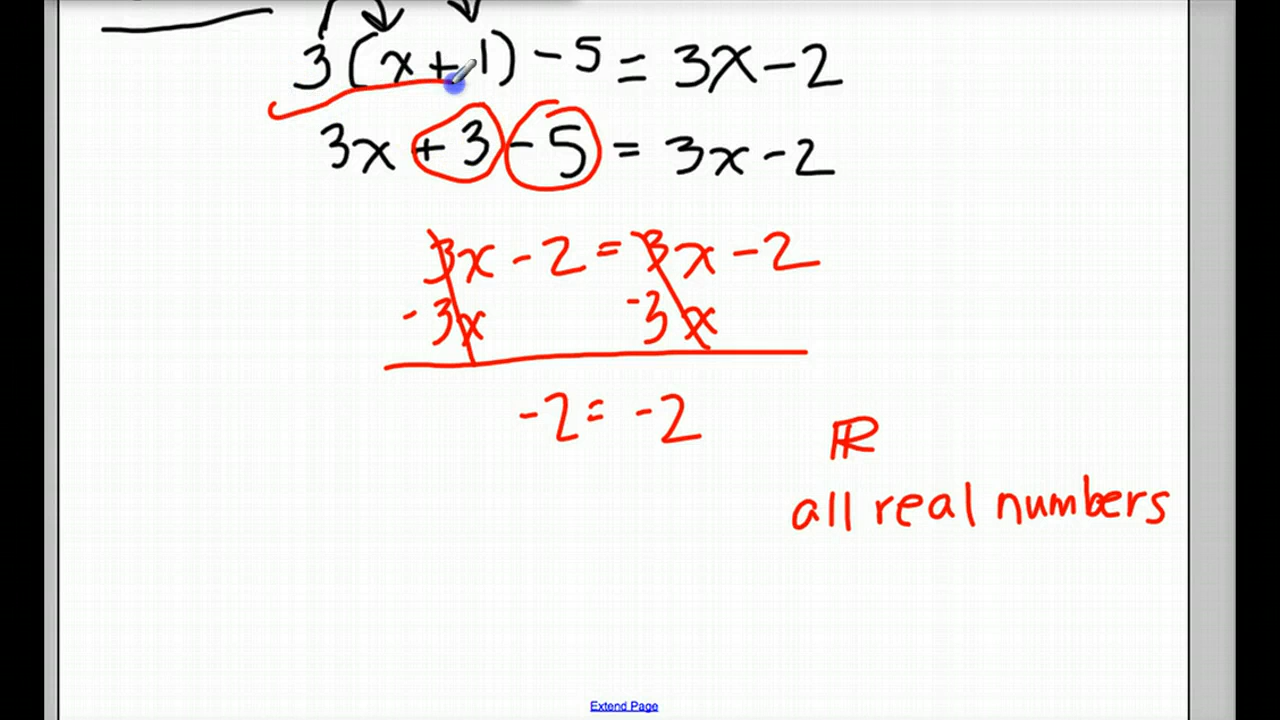 3(x+1)-5=3x-2
3x+3-5=3x-2
3x-2=3x-2
-3x -3x
-2=-2
ℝ
all real numbers
Extend Page